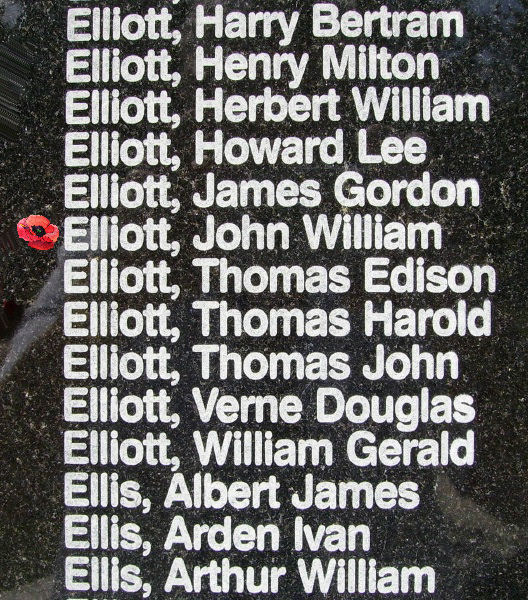 Elliott, Harry Bertram
Elliott, Henry Milton
Elliott, Herbert William
Elliott, Howard Lee
Elliott, James Gordon
Elliott, John William
Elliott, Thomas Edison
Elliott, Thomas Harold
Elliott, Thomas John
Elliott, Verne Douglas
Elliott, William Gerald
Ellis, Albert James
Ellis, Arden Ivan
Ellis, Arthur William